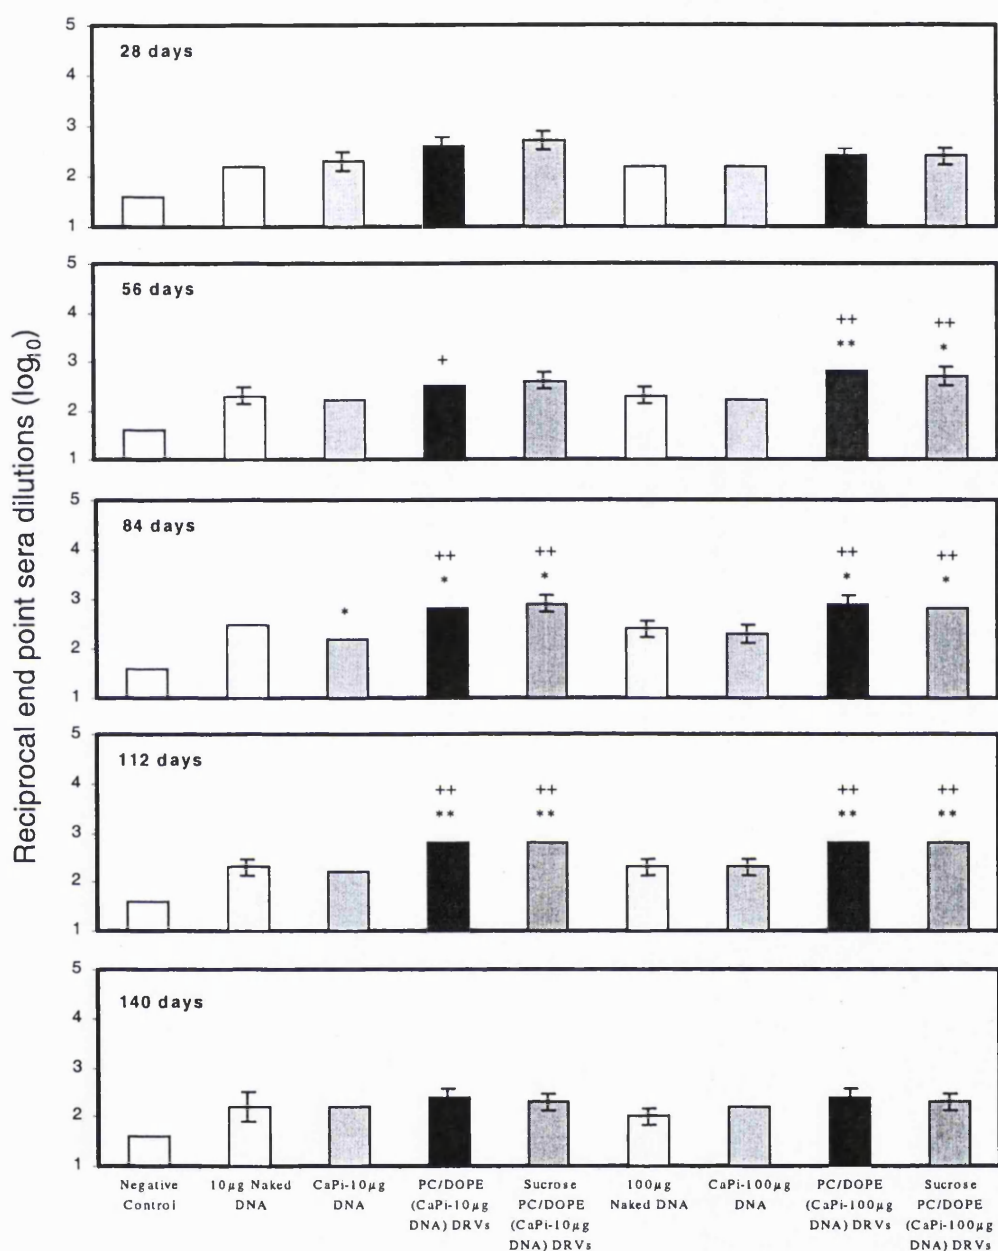 Reciprocal end point sera dilutions (log10)
5
28 days
4
3
2
1
5
56 days
4
++ ++
+ ** *
3
2
1
5
84 days
4
++ ++ ++ ++
* * * * *
3
2
1
5
112 days
4
++ ++ ++ ++
** ** ** **
3
2
1
5
140 days
4
3
2
1
Negative
Control
10µg Naked
DNA
CaPi-10µg
DNA
PC/DOPE
(CaPi-10µg
DNA) DRVs
Sucrose
PC/DOPE
(CaPi-10µg
DNA) DRVs
100µg
Naked DNA
CaPi-100µg
DNA
PC/DOPE
(CaPi-100µg
DNA) DRVs
Sucrose
PC/DOPE
(CaPi-100µg
DNA) DRVs